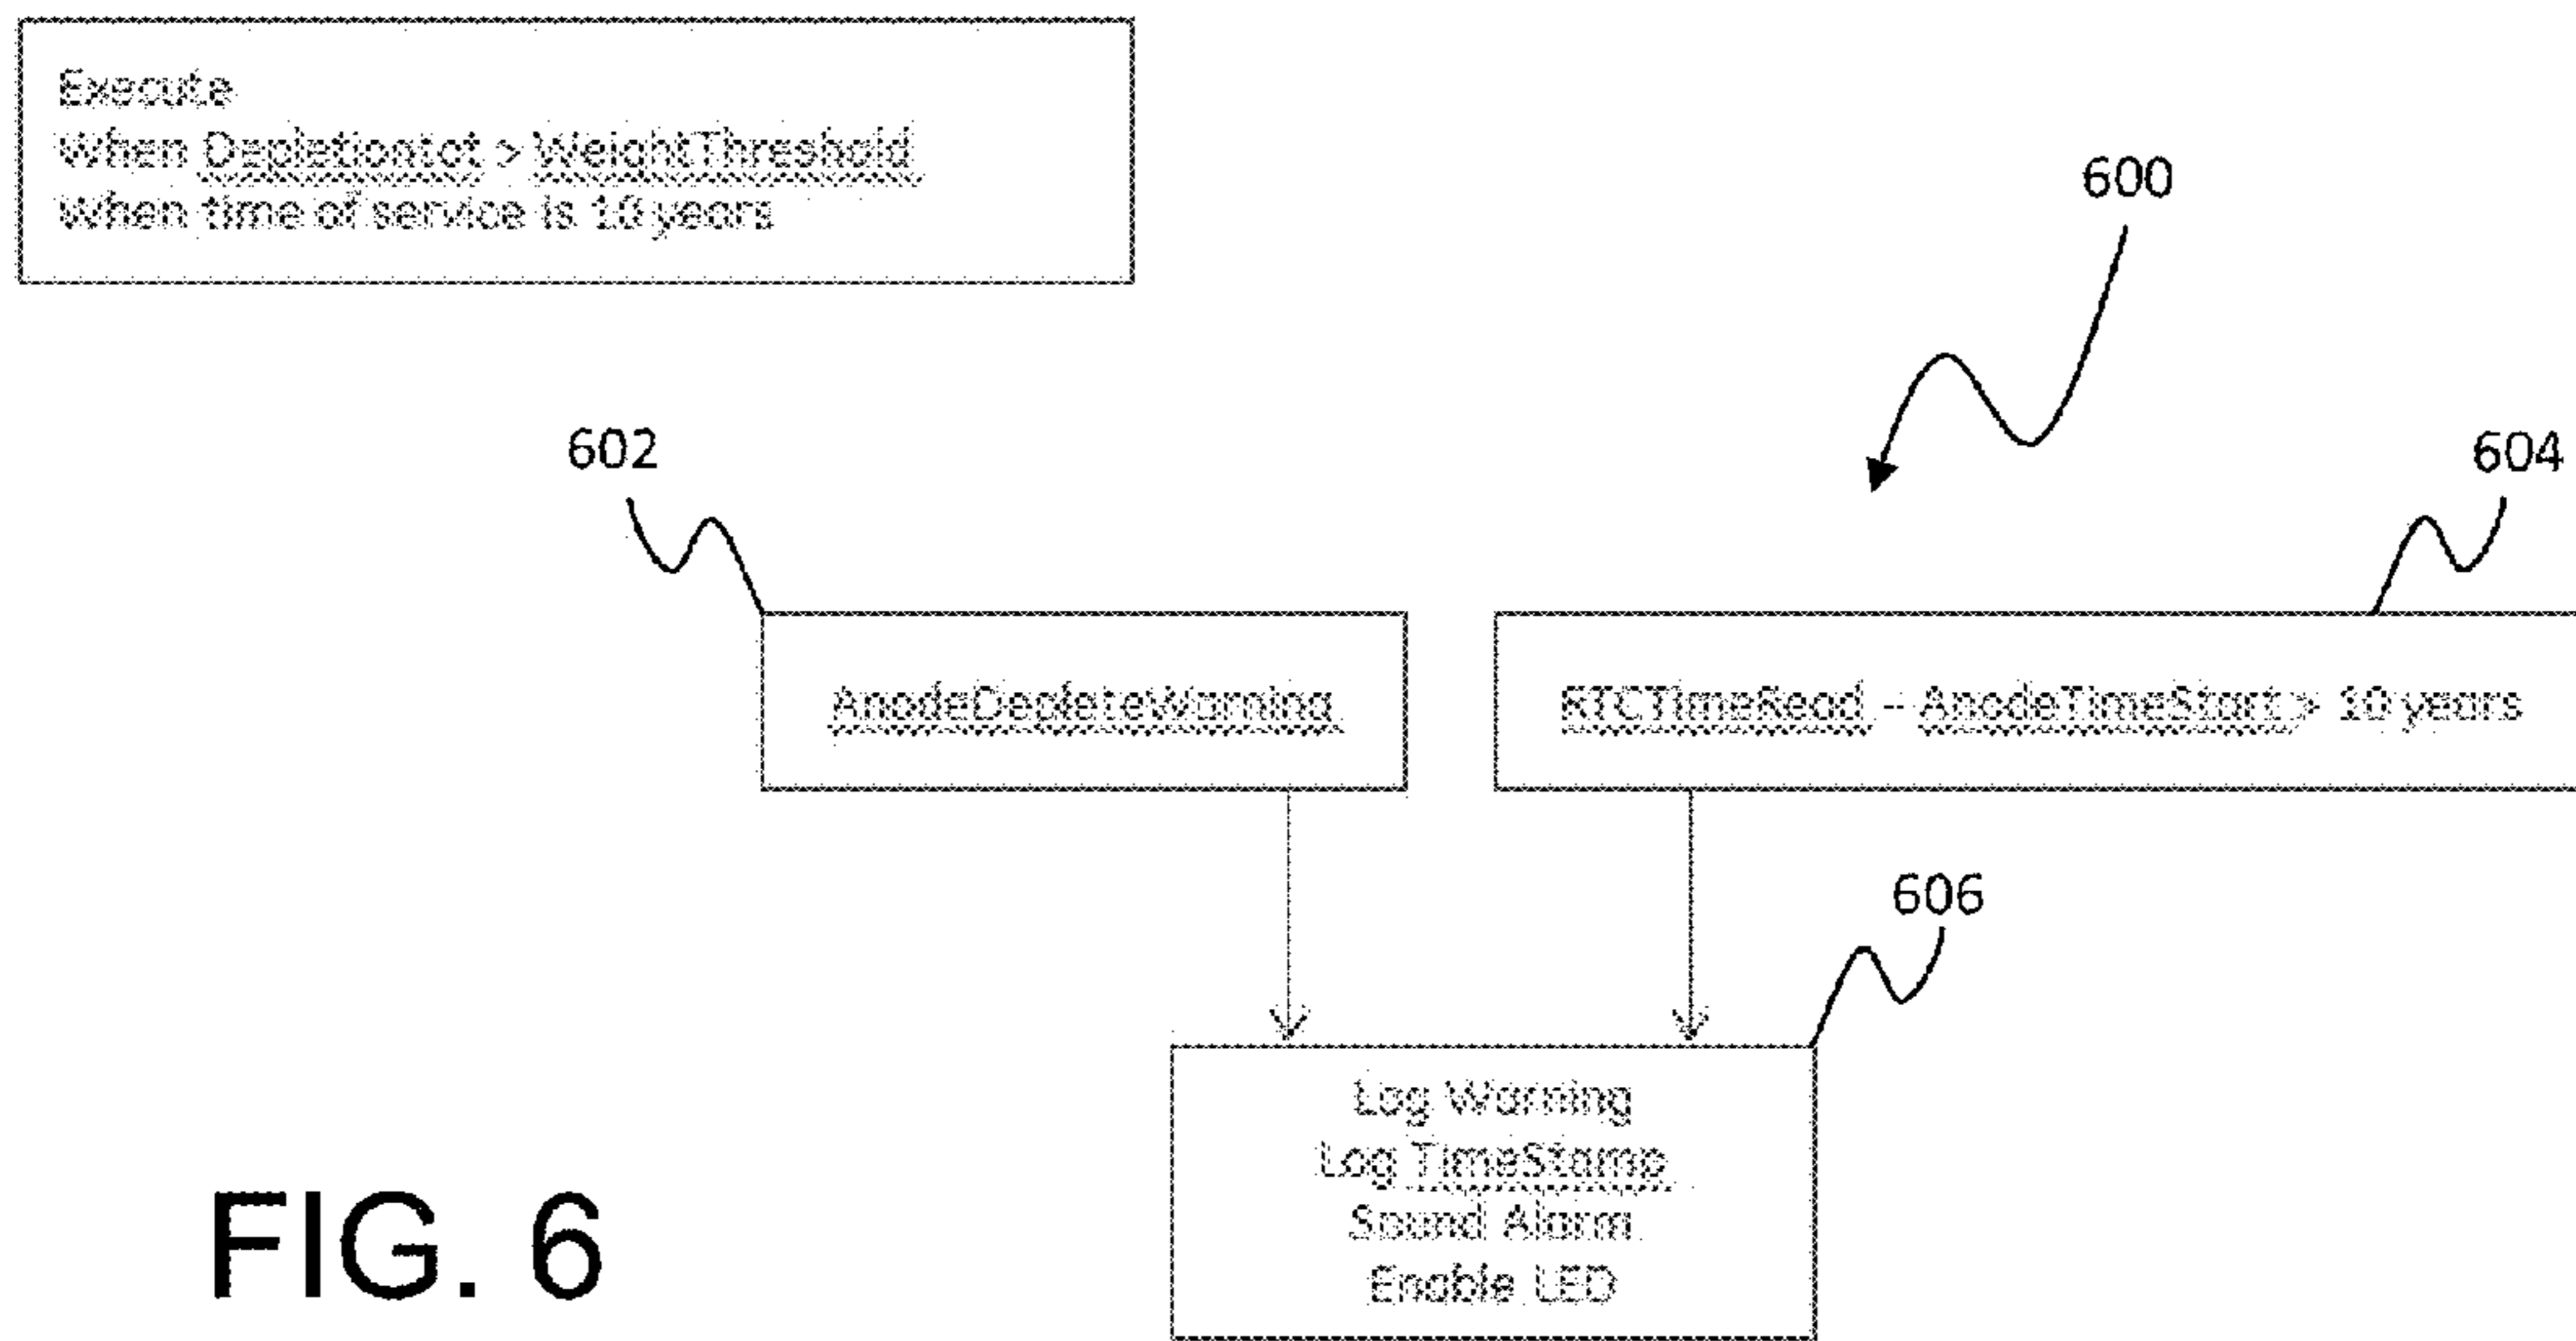 Execute
When Depletiontot > WeightThreshold
When time of service is 10 years
600
602
604
AnodeDepleteWarning
RTCTimeRead - AnodeTimeStart > 10 years
606
Log Warning
Log TimeStamp
Sound Alarm
Enable LED
FIG. 6